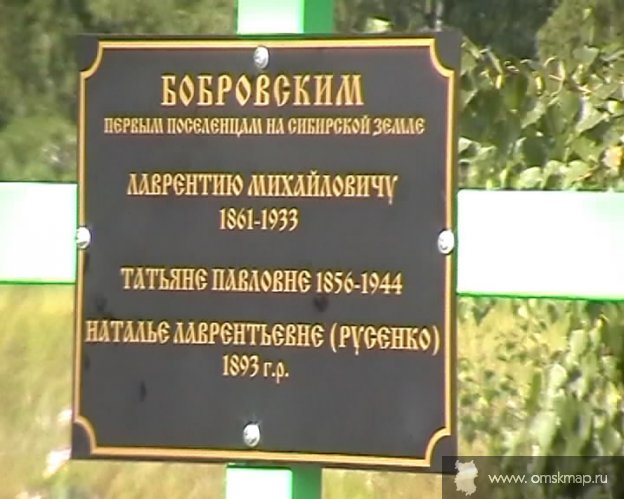 БОБРОВСКИМ
ПЕРВЫМ ПОСЕЛЕНЦАМ НА СИБИРСКОЙ ЗЕМЛЕ
ЛАВРЕНТИЮ МИХАЙЛОВИЧУ
1861-1933
ТАТЬЯНЕ ПАВЛОВНЕ 1856-1944
НАТАЛЬЕ ЛАВРЕНТЬЕВНЕ (РУСЕНКО)
1893 г.р.
www. omskmap.ru